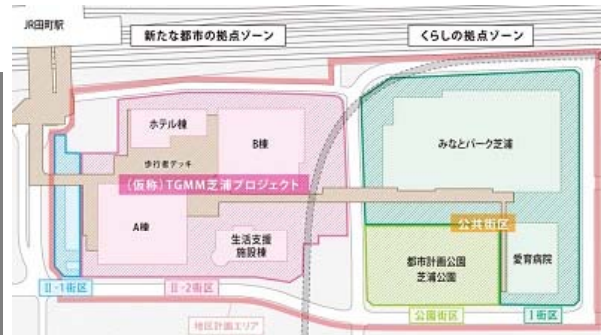 JR田町駅
新たな都市の拠点ゾーン
くらしの拠点ゾーン
ホテル棟
B棟
みなとパーク芝浦
歩行者デッキ
(仮称)TGMM芝浦プロジェクト
A棟
生活支援
施設棟
公共街区
都市計画公園
芝浦公園
愛育病院
II-1街区
II-2街区
公園街区
I街区
地区計画エリア